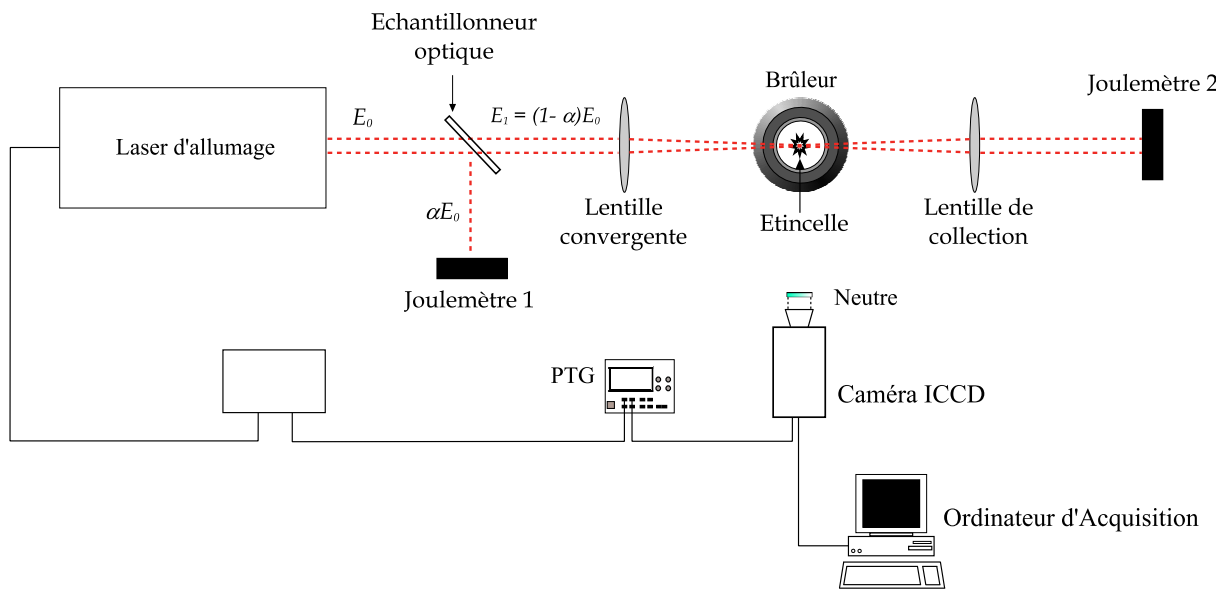 Echantillonneur
optique
Brûleur
Joulemètre 2
E₀
E₁ = (1- α)E₀
Laser d'allumage
αE₀
Lentille
convergente
Etincelle
Lentille de
collection
Joulemètre 1
Neutre
PTG
Caméra ICCD
Ordinateur d'Acquisition